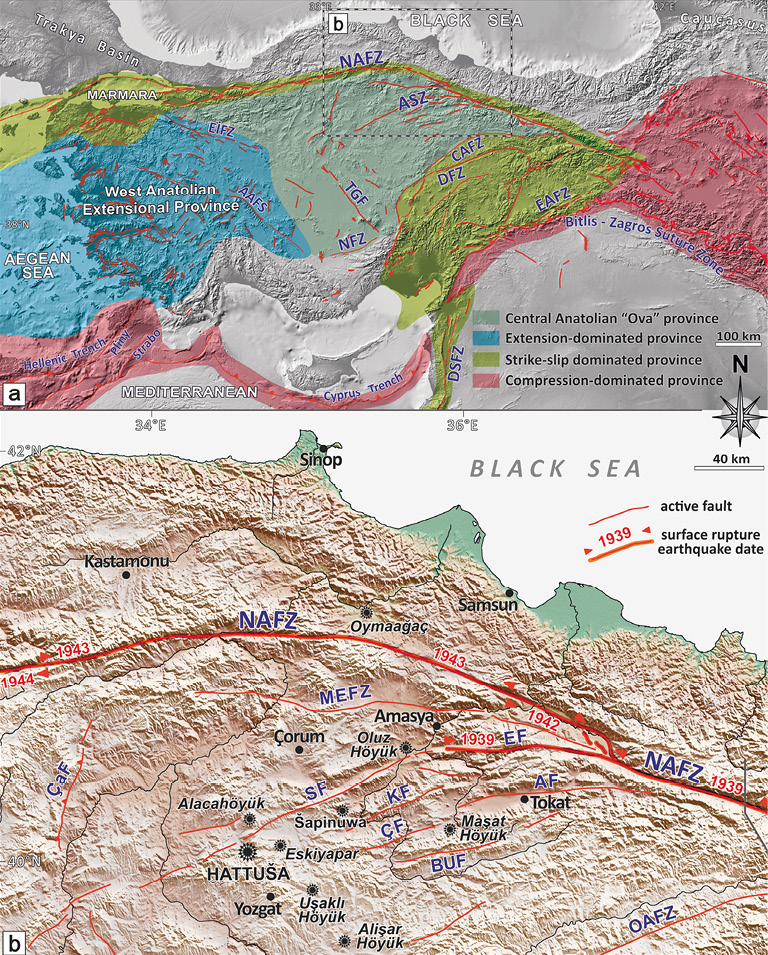 33°E
b
BLACK SEA
42°E
Caucasus
Trakya Basin
NAFZ
MARMARA
ASZ
EIFZ
CAFZ
DFZ
West Anatolian
Extensional Province
AAFS
TGF
EAFZ
38°N
NFZ
Bitlis - Zagros Suture Zone
AEGEAN
SEA
Hellenic Trench
Pliny
Strabo
Central Anatolian “Ova” province
Extension-dominated province
Strike-slip dominated province
Compression-dominated province
100 km
DSFZ
Cyprus Trench
MEDITERRANEAN
a
N
34°E
36°E
42°N
Sinop
BLACK SEA
40 km
active fault
1939
surface rupture
earthquake date
Kastamonu
Samsun
Oymaağaç
NAFZ
1943
1943
1944
MEFZ
Amasya
1942
Çorum
Oluz
Höyük
1939
EF
NAFZ
1939
ÇaF
SF
KF
AF
Tokat
Alacahöyük
Şapinuwa
ÇF
Maşat
Höyük
40°N
Eskiyapar
BUF
HATTUŠA
Yozgat
Uşaklı
Höyük
OAFZ
Alişar
Höyük
b